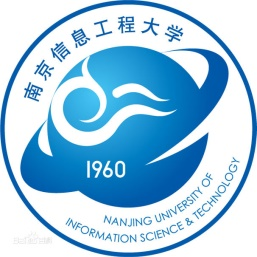 南京信息工程大学
1960
NANJING UNIVERSITY OF
INFORMATION SCIENCE & TECHNOLOGY